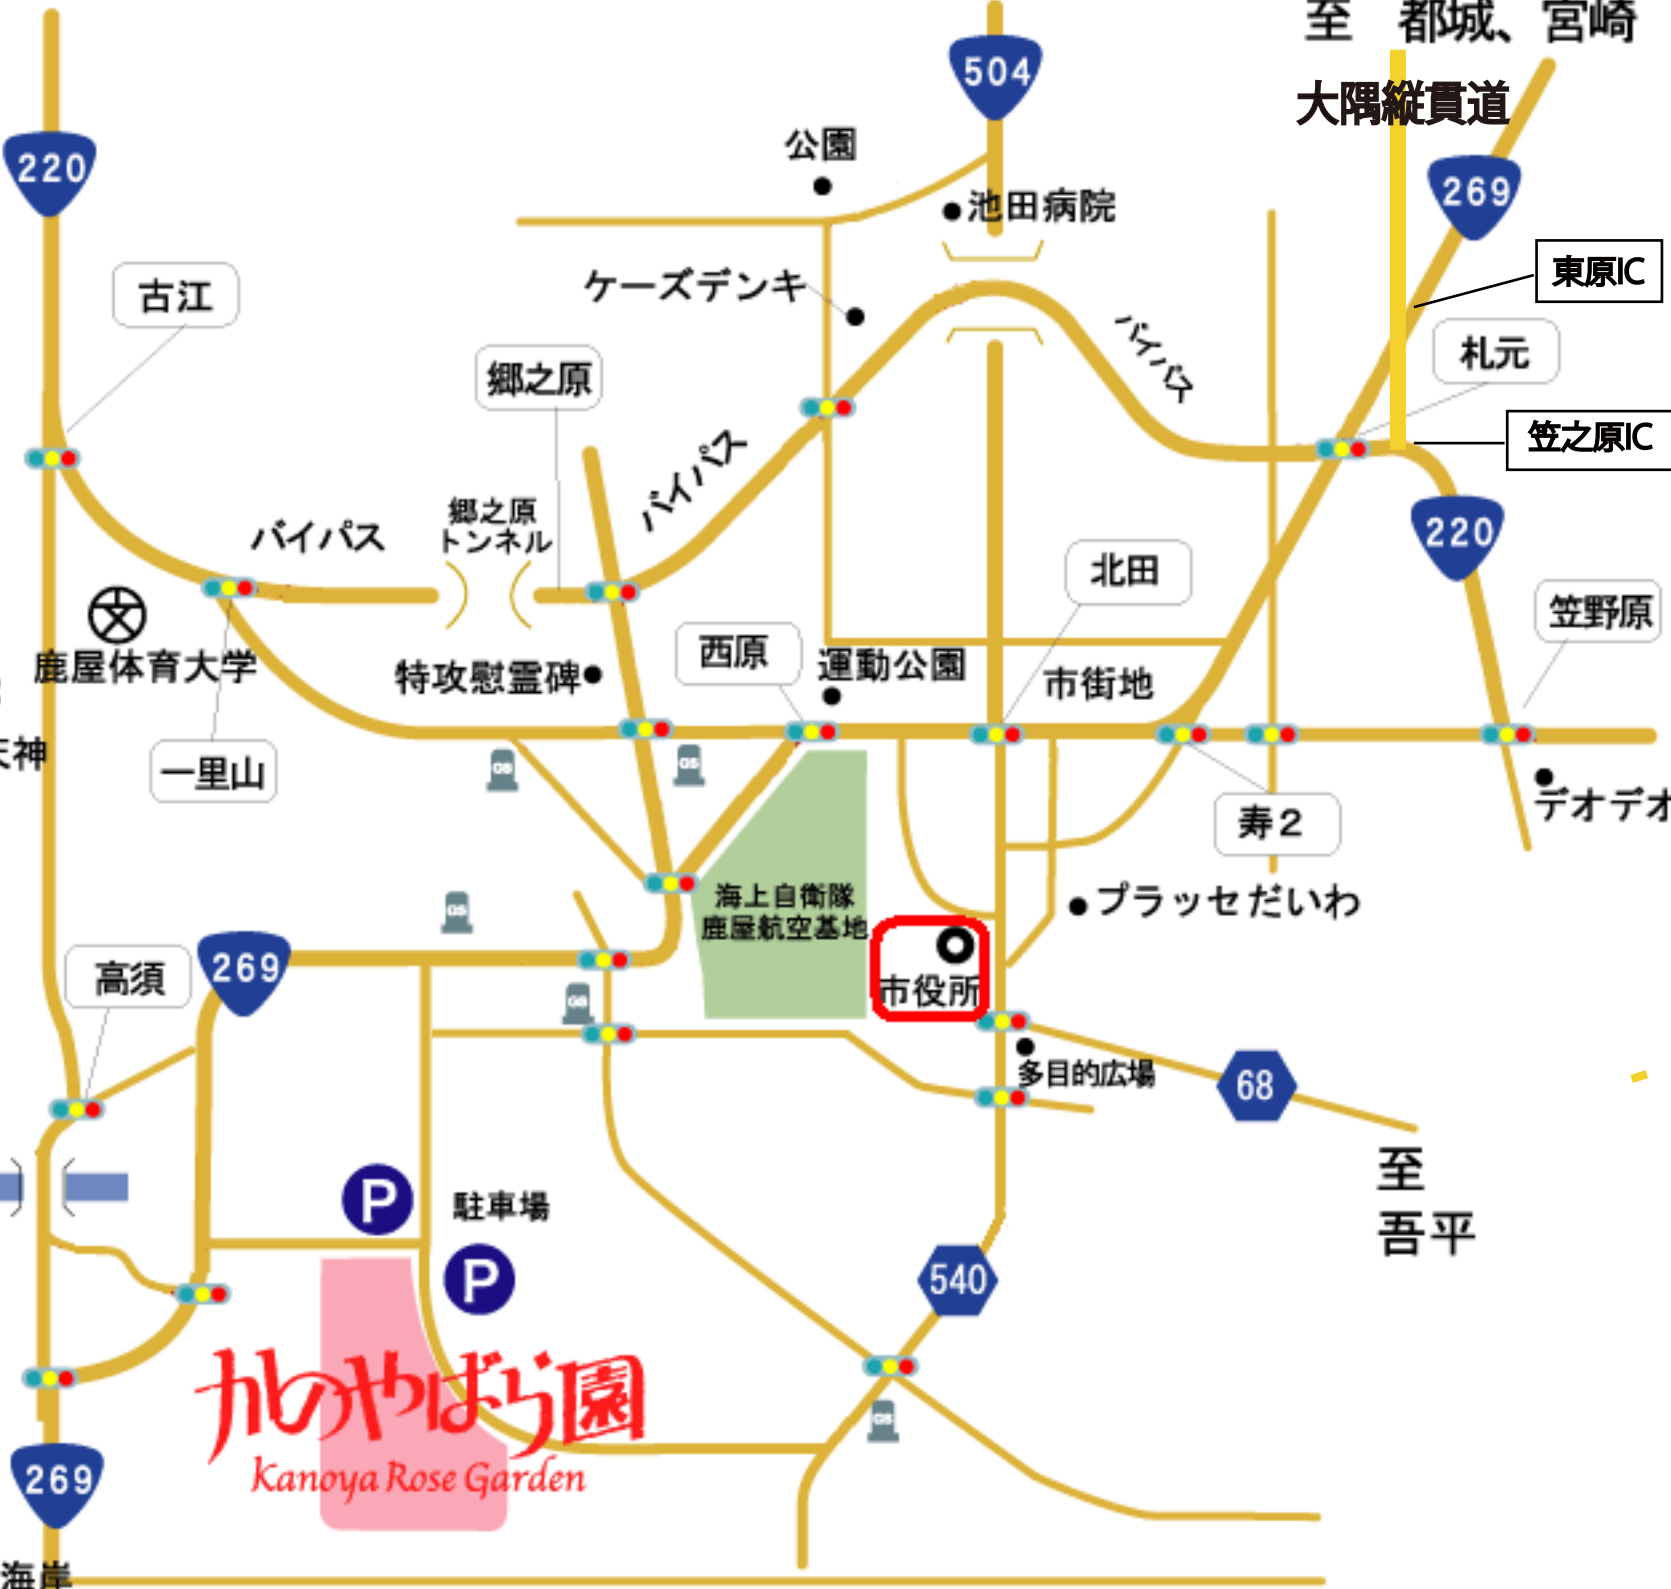 至 都城、宮崎
504
大隅縦貫道
220
公園
269
池田病院
東原IC
ケーズデンキ
古江
バイパス
札元
郷之原
笠之原IC
バイパス
郷之原
トンネル
バイパス
220
北田
笠野原
鹿屋体育大学
特攻慰霊碑
西原
運動公園
市街地
天神
一里山
GS
GS
寿2
デオデオ
海上自衛隊
鹿屋航空基地
プラッセだいわ
GS
269
高須
市役所
GS
多目的広場
68
至
吾平
P
駐車場
P
540
かのやばら園
Kanoya Rose Garden
GS
269
海岸